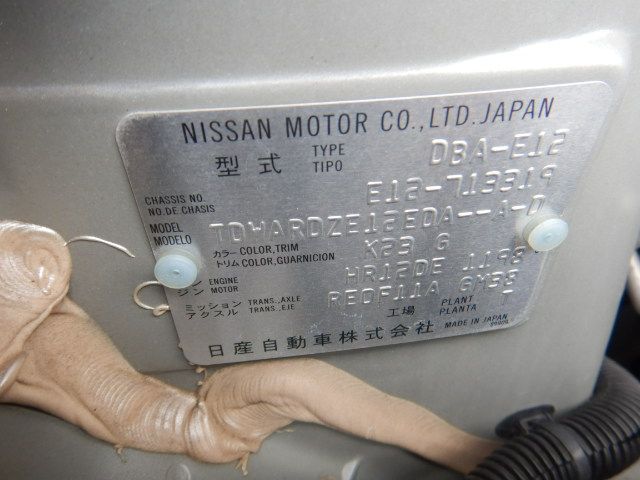 NISSAN MOTOR CO.,LTD.JAPAN
型式 TYPE TIPO DBA-E12
CHASSIS NO. NO.DE.CHASIS E12-713319
MODEL MODELO TDWARDZE12EDA--A-D
カラー COLOR,TRIM トリム COLOR,GUARNICION K23 G
ENGINE MOTOR HR12DE 1198
ミッション TRANS.,AXLE アクスル TRANS.,EJE RE0F11A GM38
工場 PLANT PLANTA T
日産自動車株式会社 MADE IN JAPAN